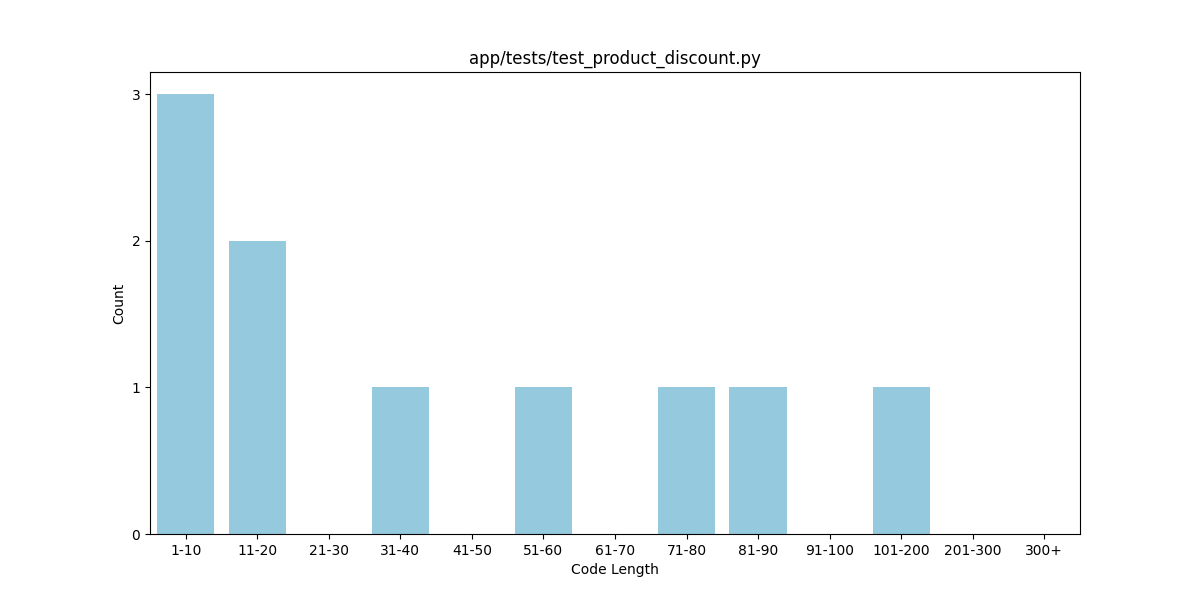 app/tests/test_product_discount.py
3
2
1
0
Count
1-10 11-20 21-30 31-40 41-50 51-60 61-70 71-80 81-90 91-100 101-200 201-300 300+
Code Length